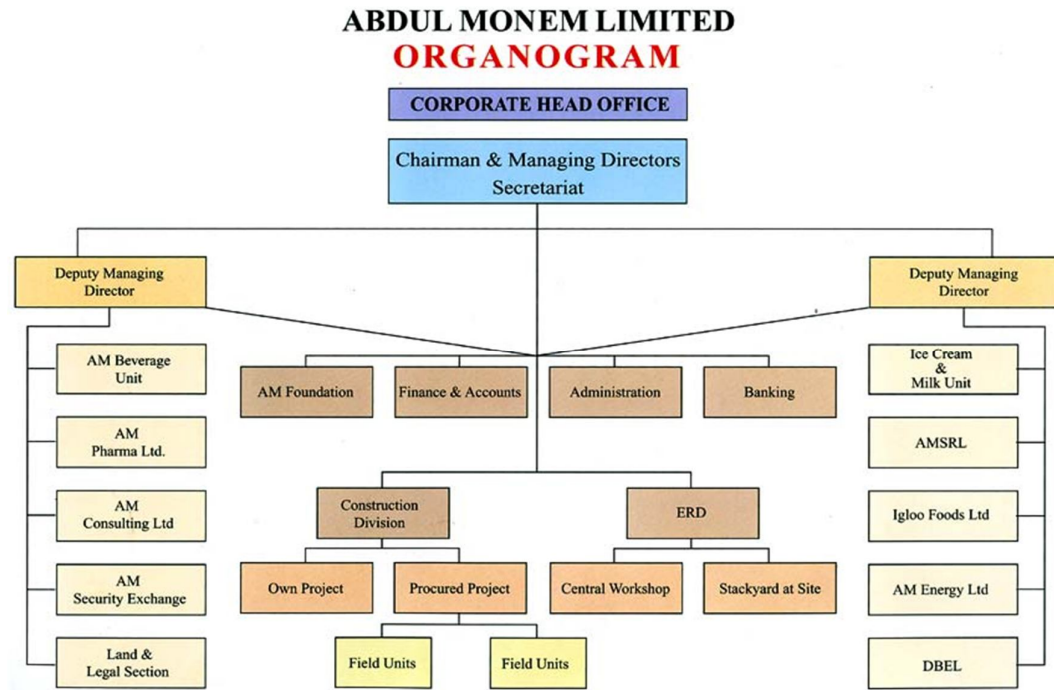 ABDUL MONEM LIMITED
ORGANOGRAM
CORPORATE HEAD OFFICE
Chairman & Managing Directors
Secretariat
Deputy Managing
Director
Deputy Managing
Director
AM Beverage
Unit
AM
Pharma Ltd.
AM
Consulting Ltd
AM
Security Exchange
Land &
Legal Section
AM Foundation
Finance & Accounts
Administration
Banking
Construction
Division
ERD
Own Project
Procured Project
Central Workshop
Stackyard at Site
Field Units
Field Units
Ice Cream
&
Milk Unit
AMSRL
Igloo Foods Ltd
AM Energy Ltd
DBEL